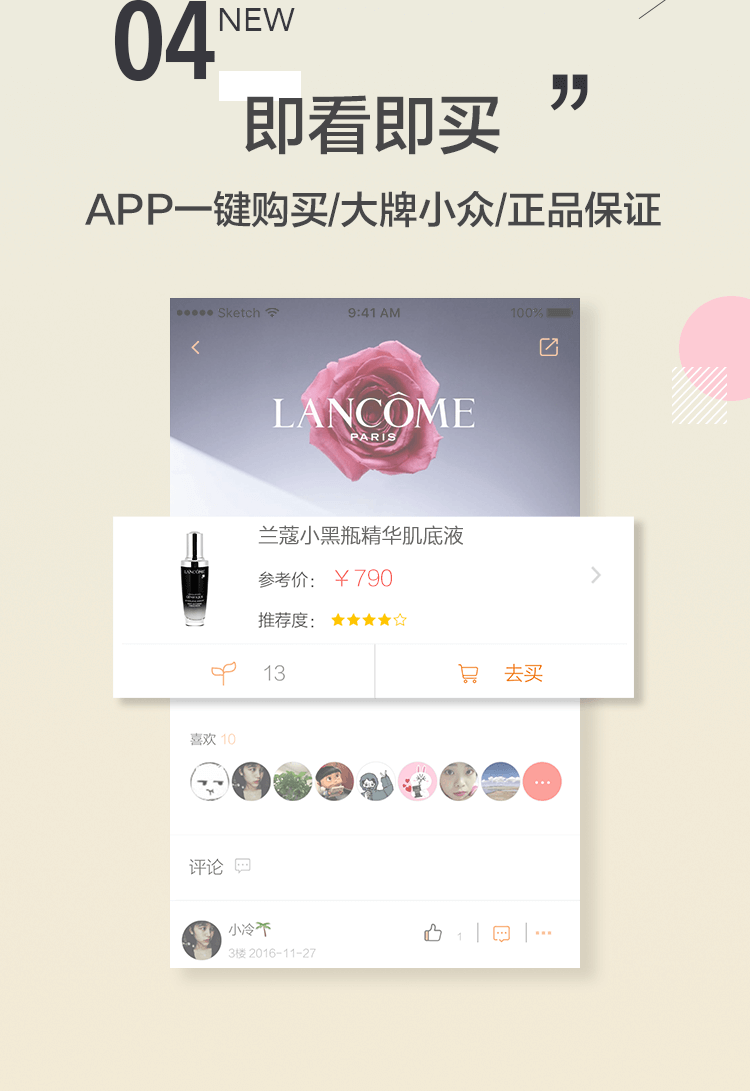 04 NEW
即看即买
”
APP一键购买/大牌小众/正品保证
Sketch 9:41 AM 100%
LANCÔME
PARIS
兰蔻小黑瓶精华肌底液
LANCÔME
参考价： ￥790
推荐度：
13 去买
喜欢 10
评论
小冷
3楼 2016-11-27
1